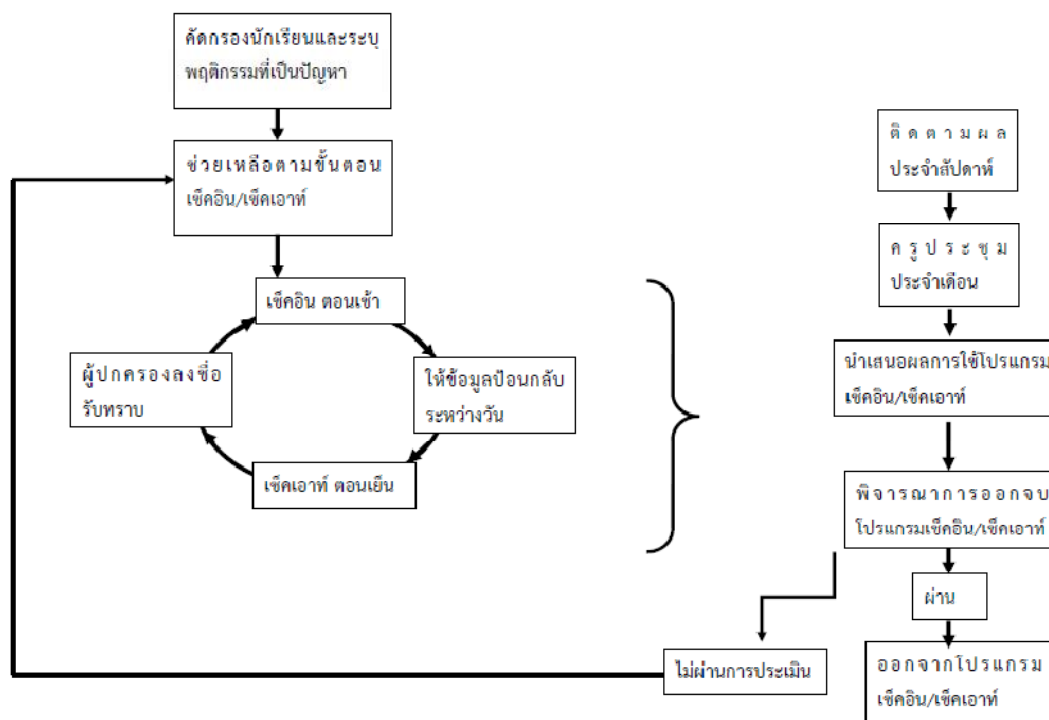 คัดกรองนักเรียนและระบุ
พฤติกรรมที่เป็นปัญหา
ช่วยเหลือตามขั้นตอน
เช็คอิน/เช็คเอาท์
เช็คอิน ตอนเช้า
ให้ข้อมูลป้อนกลับ
ระหว่างวัน
เช็คเอาท์ ตอนเย็น
ผู้ปกครองลงชื่อ
รับทราบ
ติดตามผล
ประจำสัปดาห์
ครูประชุม
ประจำเดือน
นำเสนอผลการใช้โปรแกรม
เช็คอิน/เช็คเอาท์
พิจารณาการออกจบ
โปรแกรมเช็คอิน/เช็คเอาท์
ผ่าน
ไม่ผ่านการประเมิน
ออกจากโปรแกรม
เช็คอิน/เช็คเอาท์